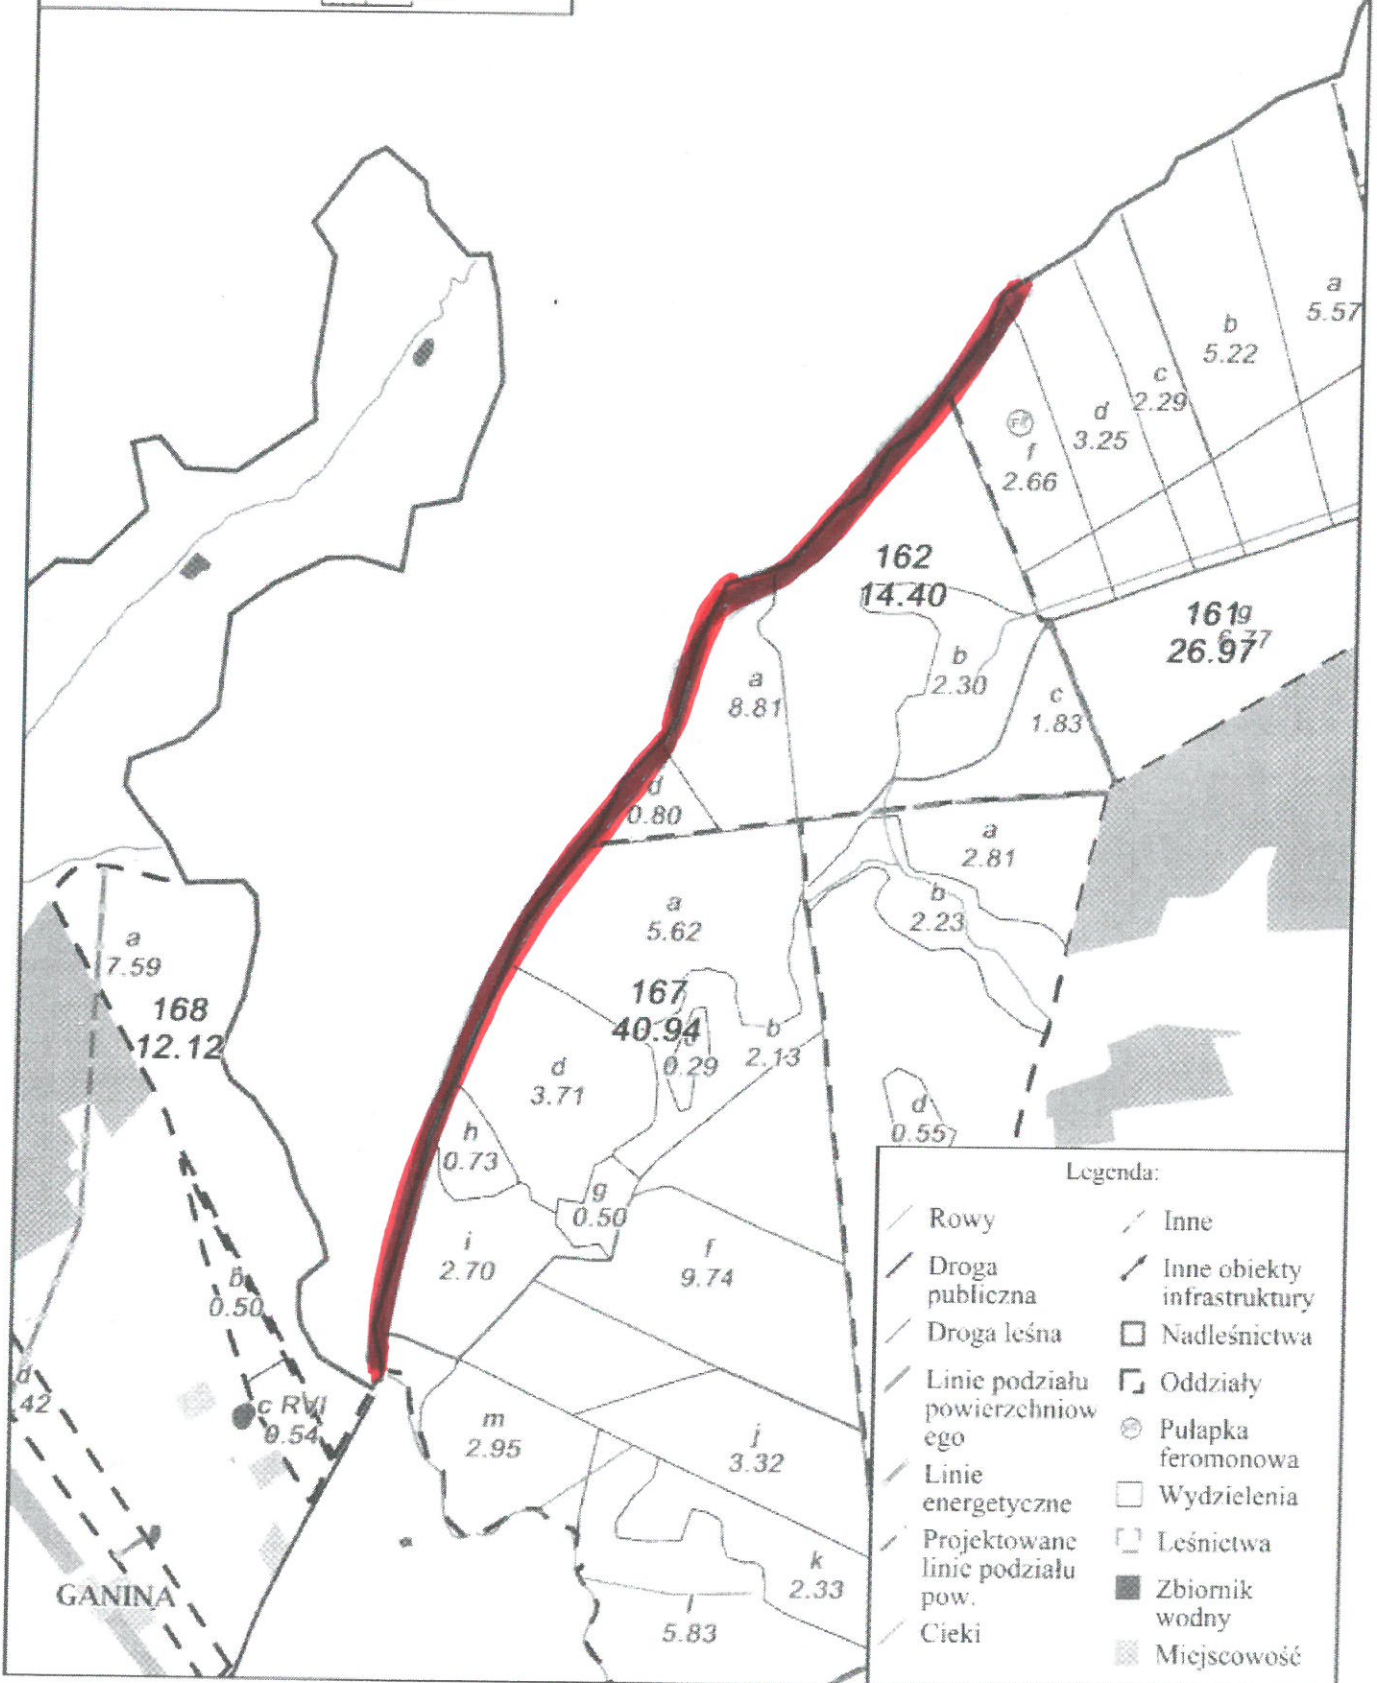 a
5.57
b
5.22
c
2.29
d
3.25
f
2.66
162
14.40
161
26.97
g
6.77
b
2.30
c
1.83
a
8.81
d
0.80
a
2.81
b
2.23
a
5.62
a
7.59
168
12.12
167
40.94
0.29
b
2.13
d
3.71
d
0.55
h
0.73
g
0.50
i
2.70
f
9.74
b
0.50
d
42
c RVI
0.54
m
2.95
j
3.32
k
2.33
5.83
GANINA
Legenda:
Rowy
Droga
publiczna
Droga leśna
Linie podziału
powierzchniow
ego
Linie
energetyczne
Projektowane
linie podziału
pow.
Cieki
Inne
Inne obiekty
infrastruktury
Nadleśnictwa
Oddziały
Pułapka
feromonowa
Wydzielenia
Leśnictwa
Zbiornik
wodny
Miejscowość